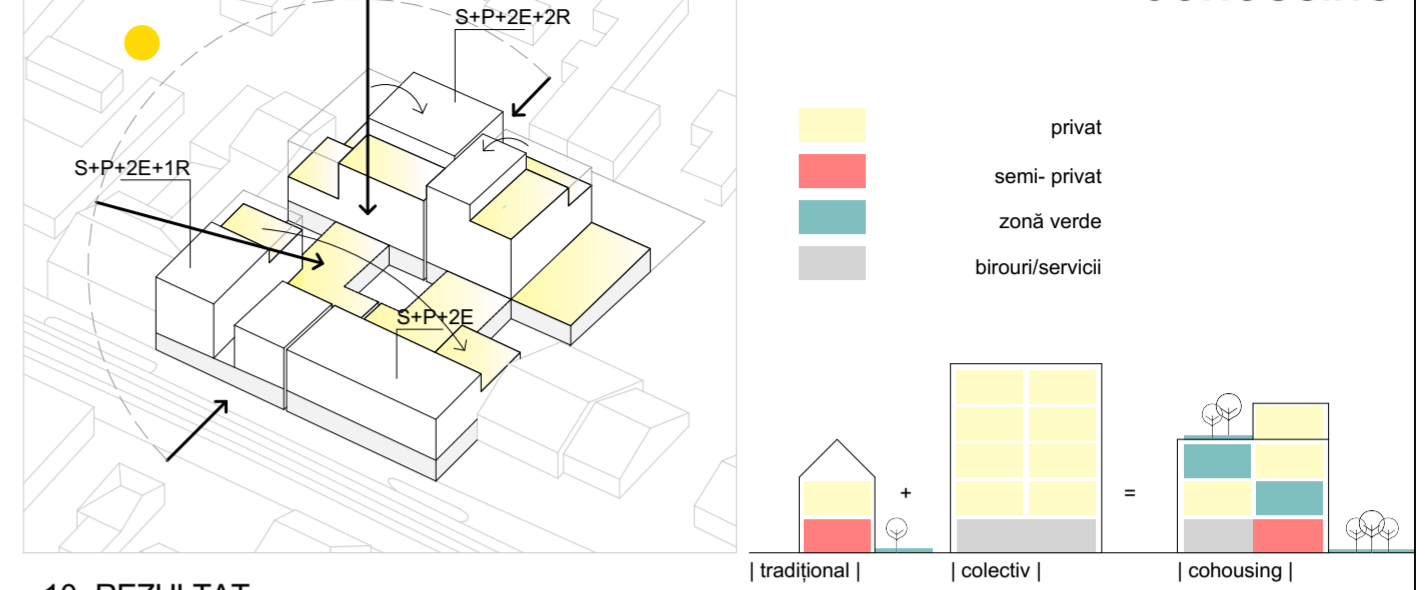 S+P+2E+2R
S+P+2E+1R
S+P+2E
privat
semi- privat
zonă verde
birouri/servicii
+
=
| tradițional |
| colectiv |
| cohousing |